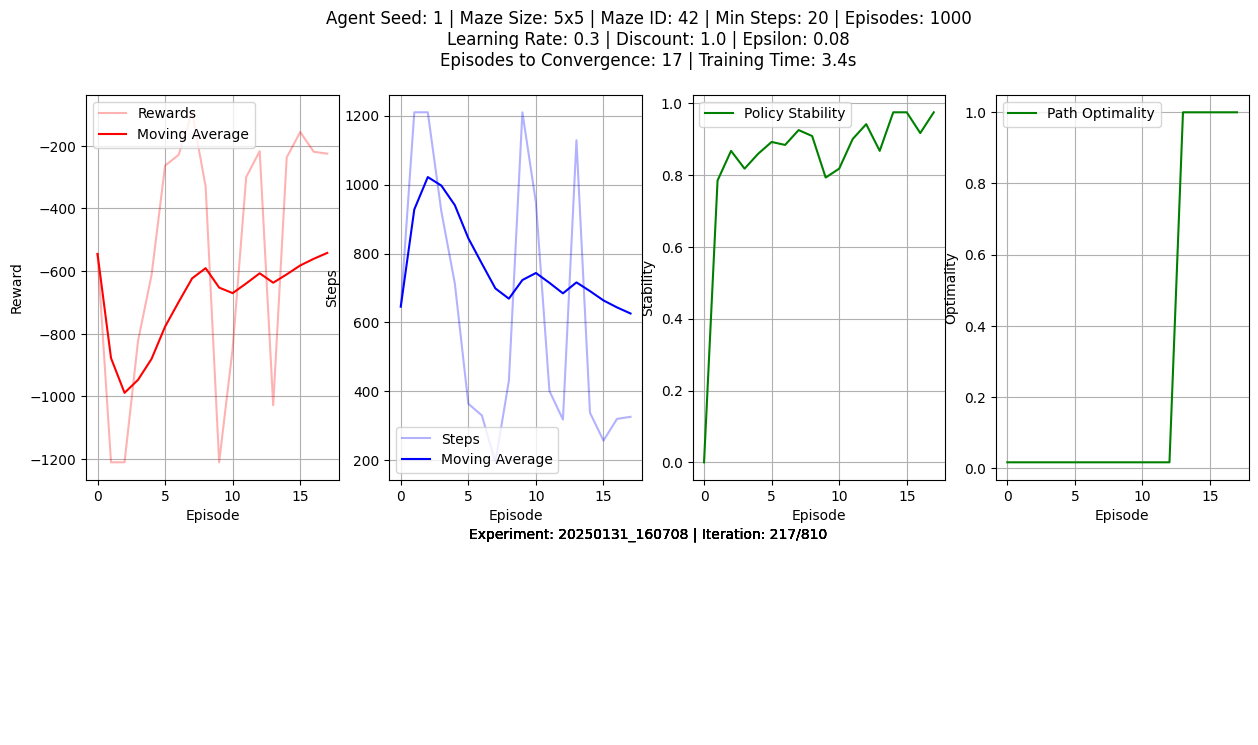 Agent Seed: 1 | Maze Size: 5x5 | Maze ID: 42 | Min Steps: 20 | Episodes: 1000
Learning Rate: 0.3 | Discount: 1.0 | Epsilon: 0.08
Episodes to Convergence: 17 | Training Time: 3.4s
Rewards
Moving Average
−200
−400
−600
−800
−1000
−1200
Reward
0 5 10 15
Episode
1200
1000
800
600
400
200
Steps
Steps
Moving Average
0 5 10 15
Episode
Policy Stability
1.0
0.8
0.6
0.4
0.2
0.0
Stability
0 5 10 15
Episode
Path Optimality
1.0
0.8
0.6
0.4
0.2
0.0
Optimality
0 5 10 15
Episode
Experiment: 20250131_160708 | Iteration: 217/810